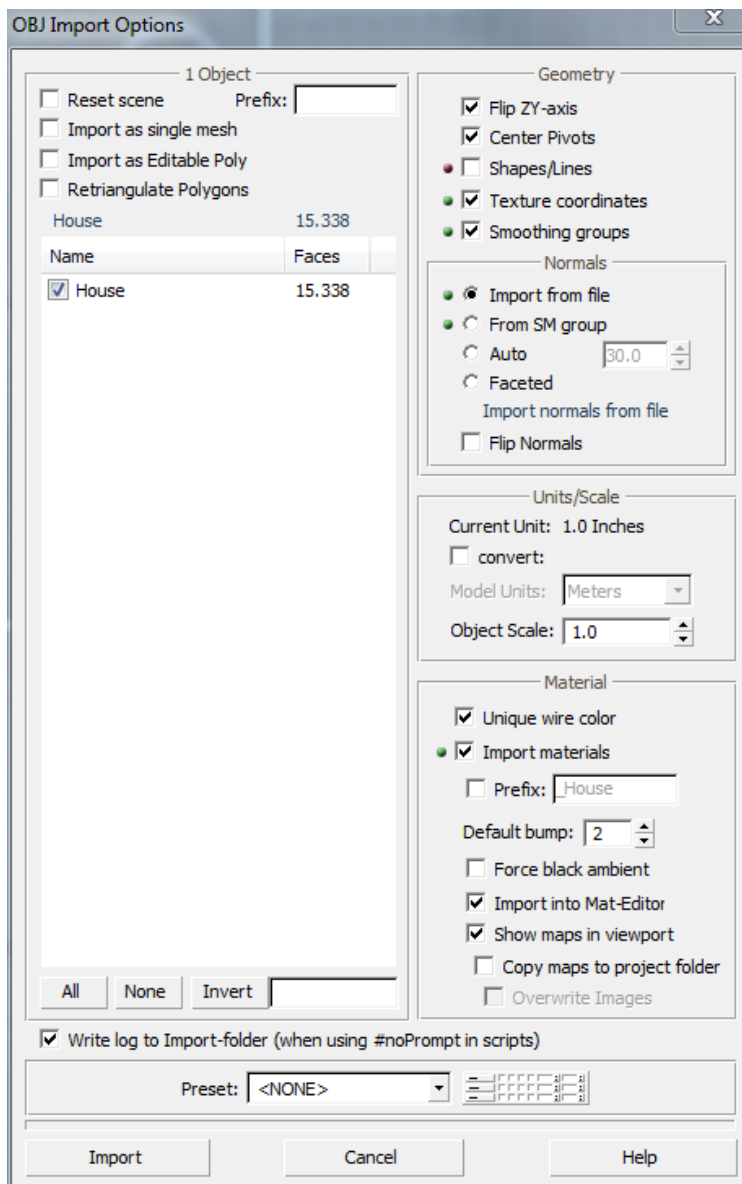 OBJ Import Options
X
1 Object
Reset scene Prefix:
Import as single mesh
Import as Editable Poly
Retriangulate Polygons
House 15.338
Name Faces
House 15.338
All None Invert
Geometry
Flip ZY-axis
Center Pivots
Shapes/Lines
Texture coordinates
Smoothing groups
Normals
Import from file
From SM group
Auto 30.0
Faceted
Import normals from file
Flip Normals
Units/Scale
Current Unit: 1.0 Inches
convert:
Model Units: Meters
Object Scale: 1.0
Material
Unique wire color
Import materials
Prefix: _House
Default bump: 2
Force black ambient
Import into Mat-Editor
Show maps in viewport
Copy maps to project folder
Overwrite Images
Write log to Import-folder (when using #noPrompt in scripts)
Preset: <NONE>
Import Cancel Help